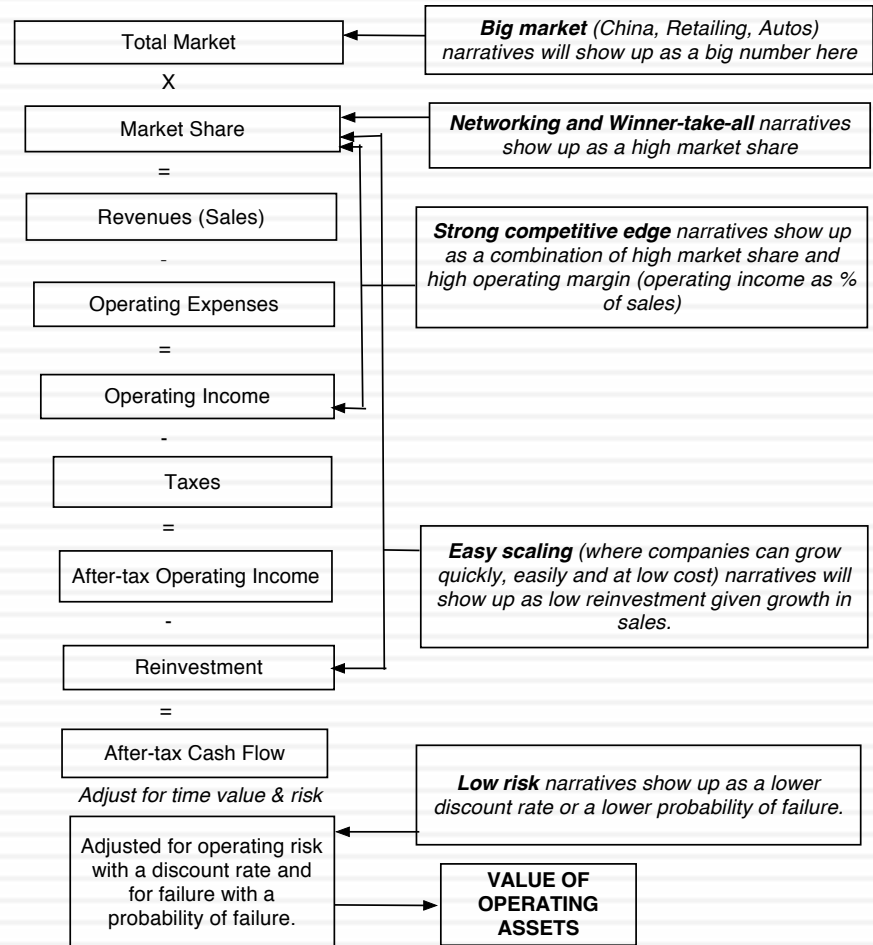 Total Market
Big market (China, Retailing, Autos)
narratives will show up as a big number here
X
Market Share
Networking and Winner-take-all narratives
show up as a high market share
=
Revenues (Sales)
Strong competitive edge narratives show up
as a combination of high market share and
high operating margin (operating income as %
of sales)
-
Operating Expenses
=
Operating Income
-
Taxes
=
After-tax Operating Income
Easy scaling (where companies can grow
quickly, easily and at low cost) narratives will
show up as low reinvestment given growth in
sales.
-
Reinvestment
=
After-tax Cash Flow
Adjust for time value & risk
Low risk narratives show up as a lower
discount rate or a lower probability of failure.
Adjusted for operating risk
with a discount rate and
for failure with a
probability of failure.
VALUE OF
OPERATING
ASSETS